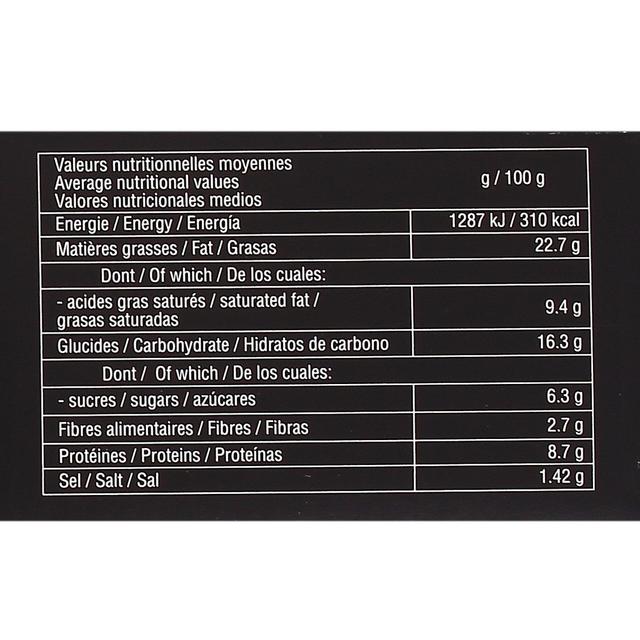 Valeurs nutritionnelles moyennes
Average nutritional values
Valores nutricionales medios
g / 100 g
Energie / Energy / Energía 1287 kJ / 310 kcal
Matières grasses / Fat / Grasas 22.7 g
Dont / Of which / De los cuales:
- acides gras saturés / saturated fat /
grasas saturadas 9.4 g
Glucides / Carbohydrate / Hidratos de carbono 16.3 g
Dont / Of which / De los cuales:
- sucres / sugars / azúcares 6.3 g
Fibres alimentaires / Fibres / Fibras 2.7 g
Protéines / Proteins / Proteínas 8.7 g
Sel / Salt / Sal 1.42 g